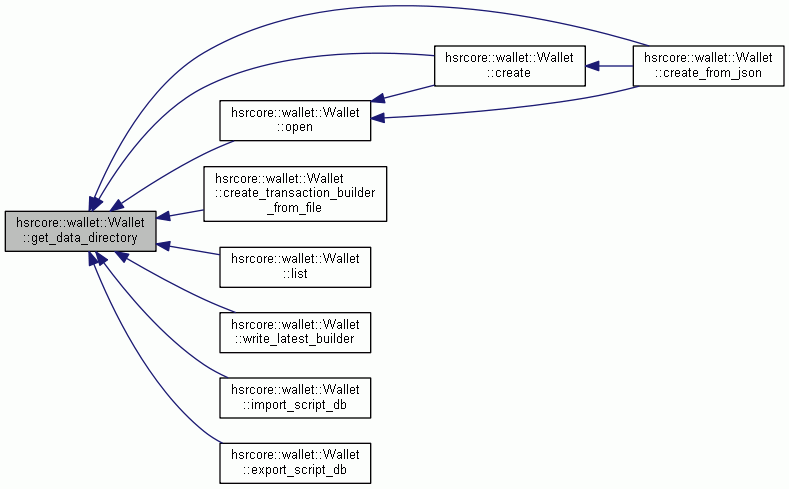 hsrcore::wallet::Wallet
::create
hsrcore::wallet::Wallet
::create_from_json
hsrcore::wallet::Wallet
::open
hsrcore::wallet::Wallet
::create_transaction_builder
_from_file
hsrcore::wallet::Wallet
::get_data_directory
hsrcore::wallet::Wallet
::list
hsrcore::wallet::Wallet
::write_latest_builder
hsrcore::wallet::Wallet
::import_script_db
hsrcore::wallet::Wallet
::export_script_db